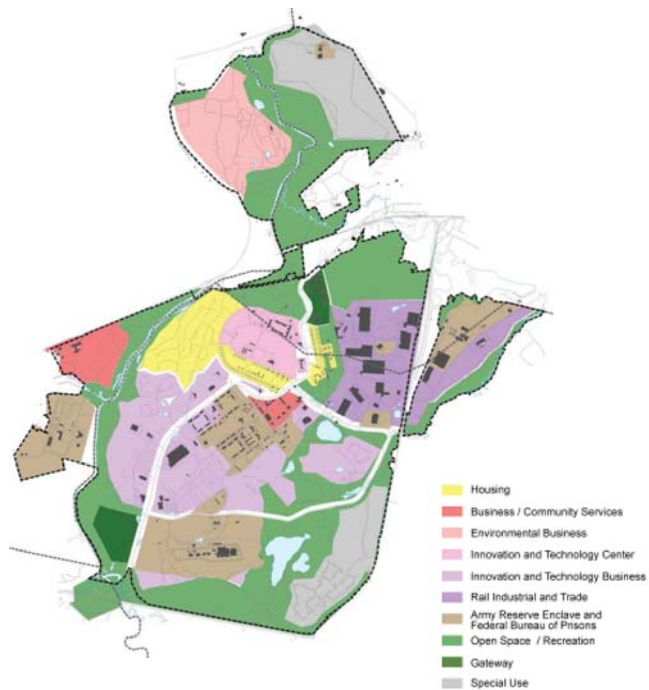 Housing
Business / Community Services
Environmental Business
Innovation and Technology Center
Innovation and Technology Business
Rail Industrial and Trade
Army Reserve Enclave and
Federal Bureau of Prisons
Open Space / Recreation
Gateway
Special Use